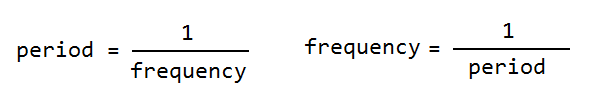 period = 1 / frequency
frequency = 1 / period